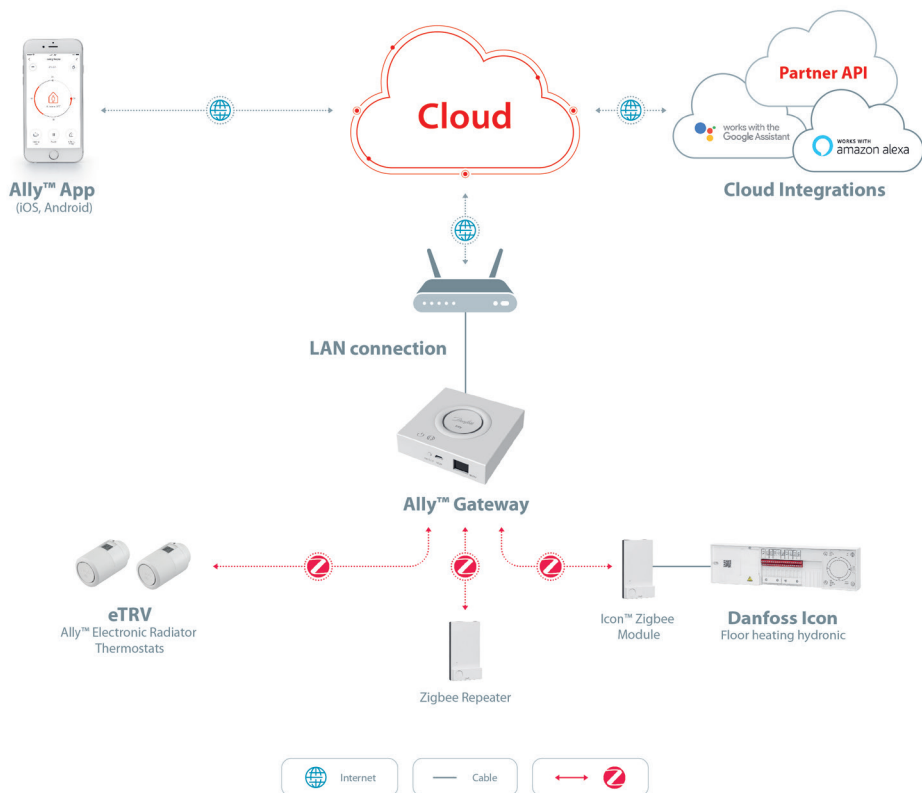 Cloud
Partner API
works with the
Google Assistant
WORKS WITH
amazon alexa
Ally™ App
(iOS, Android)
Cloud Integrations
LAN connection
Ally™ Gateway
eTRV
Ally™ Electronic Radiator
Thermostats
Icon™ Zigbee
Module
Danfoss Icon
Floor heating hydronic
Zigbee Repeater
Internet
Cable